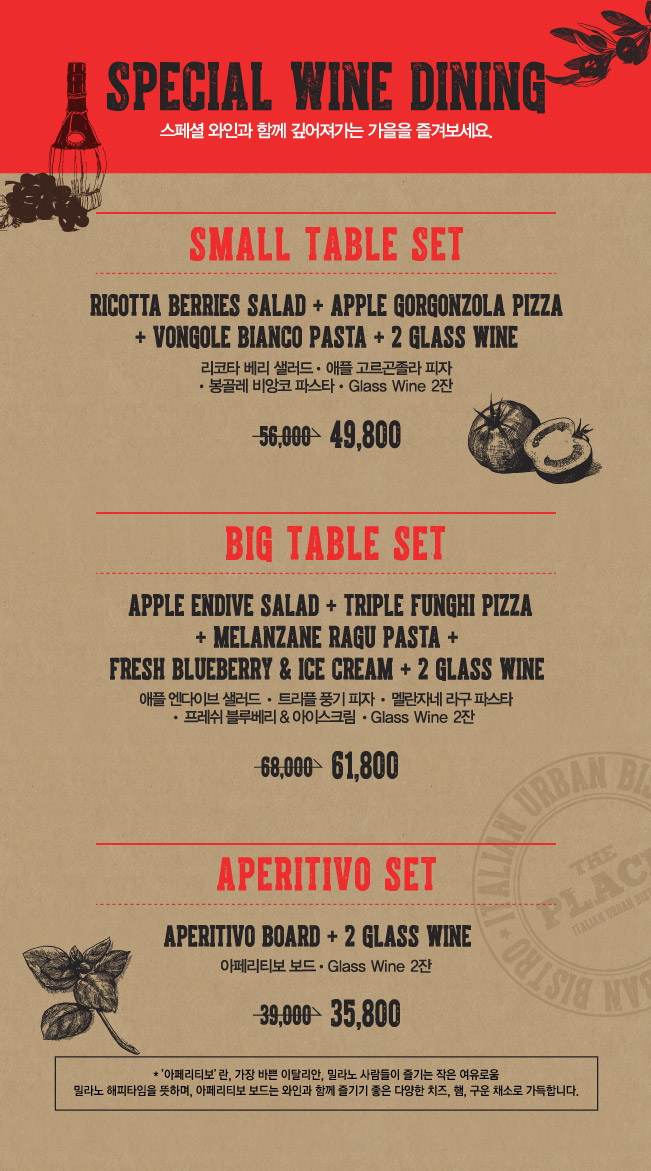 SPECIAL WINE DINING
스페셜 와인과 함께 깊어져가는 가을을 즐겨보세요.
SMALL TABLE SET
RICOTTA BERRIES SALAD + APPLE GORGONZOLA PIZZA
+ VONGOLE BIANCO PASTA + 2 GLASS WINE
리코타 베리 샐러드 • 애플 고르곤졸라 피자
• 봉골레 비앙코 파스타 • Glass Wine 2잔
56,000 49,800
BIG TABLE SET
APPLE ENDIVE SALAD + TRIPLE FUNGHI PIZZA
+ MELANZANE RAGU PASTA +
FRESH BLUEBERRY & ICE CREAM + 2 GLASS WINE
애플 엔다이브 샐러드 • 트리플 풍기 피자 • 멜란자네 라구 파스타
• 프레쉬 블루베리 & 아이스크림 • Glass Wine 2잔
68,000 61,800
ITALIAN URBAN BIS
THE
PLAC
ITALIAN URBAN BIS
BAN BISTRO
APERITIVO SET
APERITIVO BOARD + 2 GLASS WINE
아페리티보 보드 • Glass Wine 2잔
39,000 35,800
* '아페리티보' 란, 가장 바쁜 이탈리안, 밀라노 사람들이 즐기는 작은 여유로움
밀라노 해피타임을 뜻하며, 아페리티보 보드는 와인과 함께 즐기기 좋은 다양한 치즈, 햄, 구운 채소로 가득합니다.